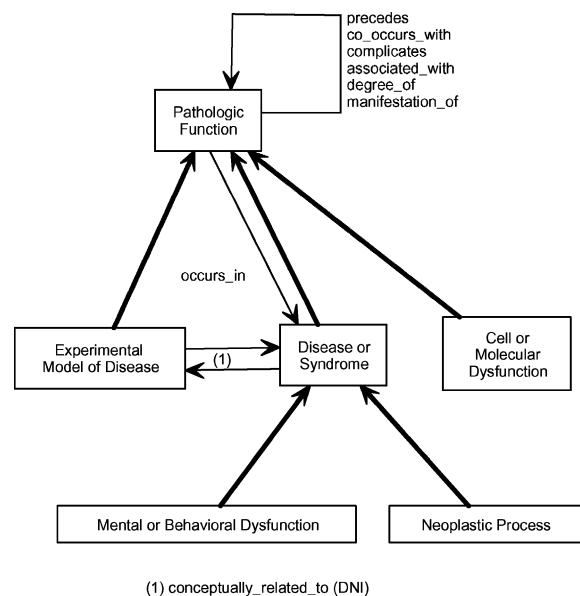 precedes
co_occurs_with
complicates
associated_with
degree_of
manifestation_of
Pathologic
Function
occurs_in
Experimental
Model of Disease
(1)
Disease or
Syndrome
Cell or
Molecular
Dysfunction
Mental or Behavioral Dysfunction
Neoplastic Process
(1) conceptually_related_to (DNI)